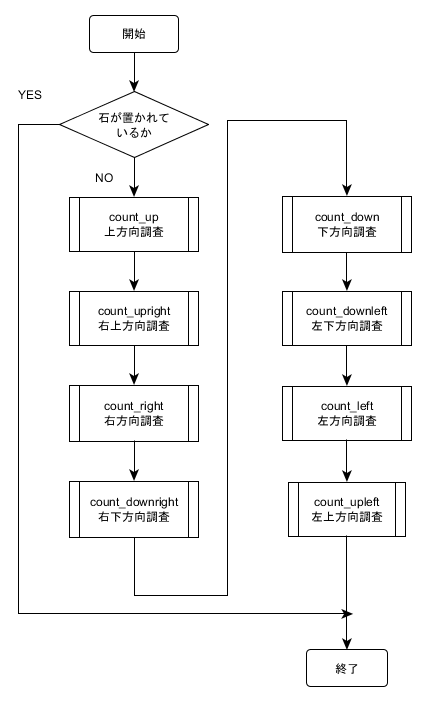 開始
YES
石が置かれて
いるか
NO
count_up
上方向調査
count_upright
右上方向調査
count_right
右方向調査
count_downright
右下方向調査
count_down
下方向調査
count_downleft
左下方向調査
count_left
左方向調査
count_upleft
左上方向調査
終了